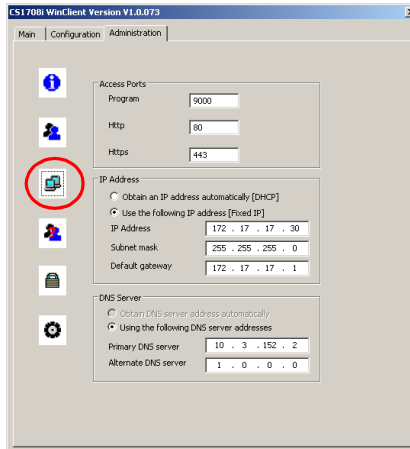 CS1708i WinClient Version V1.0.073
Main Configuration Administration
Access Ports
Program 9000
Http 80
Https 443
IP Address
Obtain an IP address automatically [DHCP]
Use the following IP address [Fixed IP]
IP Address 172 . 17 . 17 . 30
Subnet mask 255 . 255 . 255 . 0
Default gateway 172 . 17 . 17 . 1
DNS Server
Obtain DNS server address automatically
Using the following DNS server addresses
Primary DNS server 10 . 3 . 152 . 2
Alternate DNS server 1 . 0 . 0 . 0